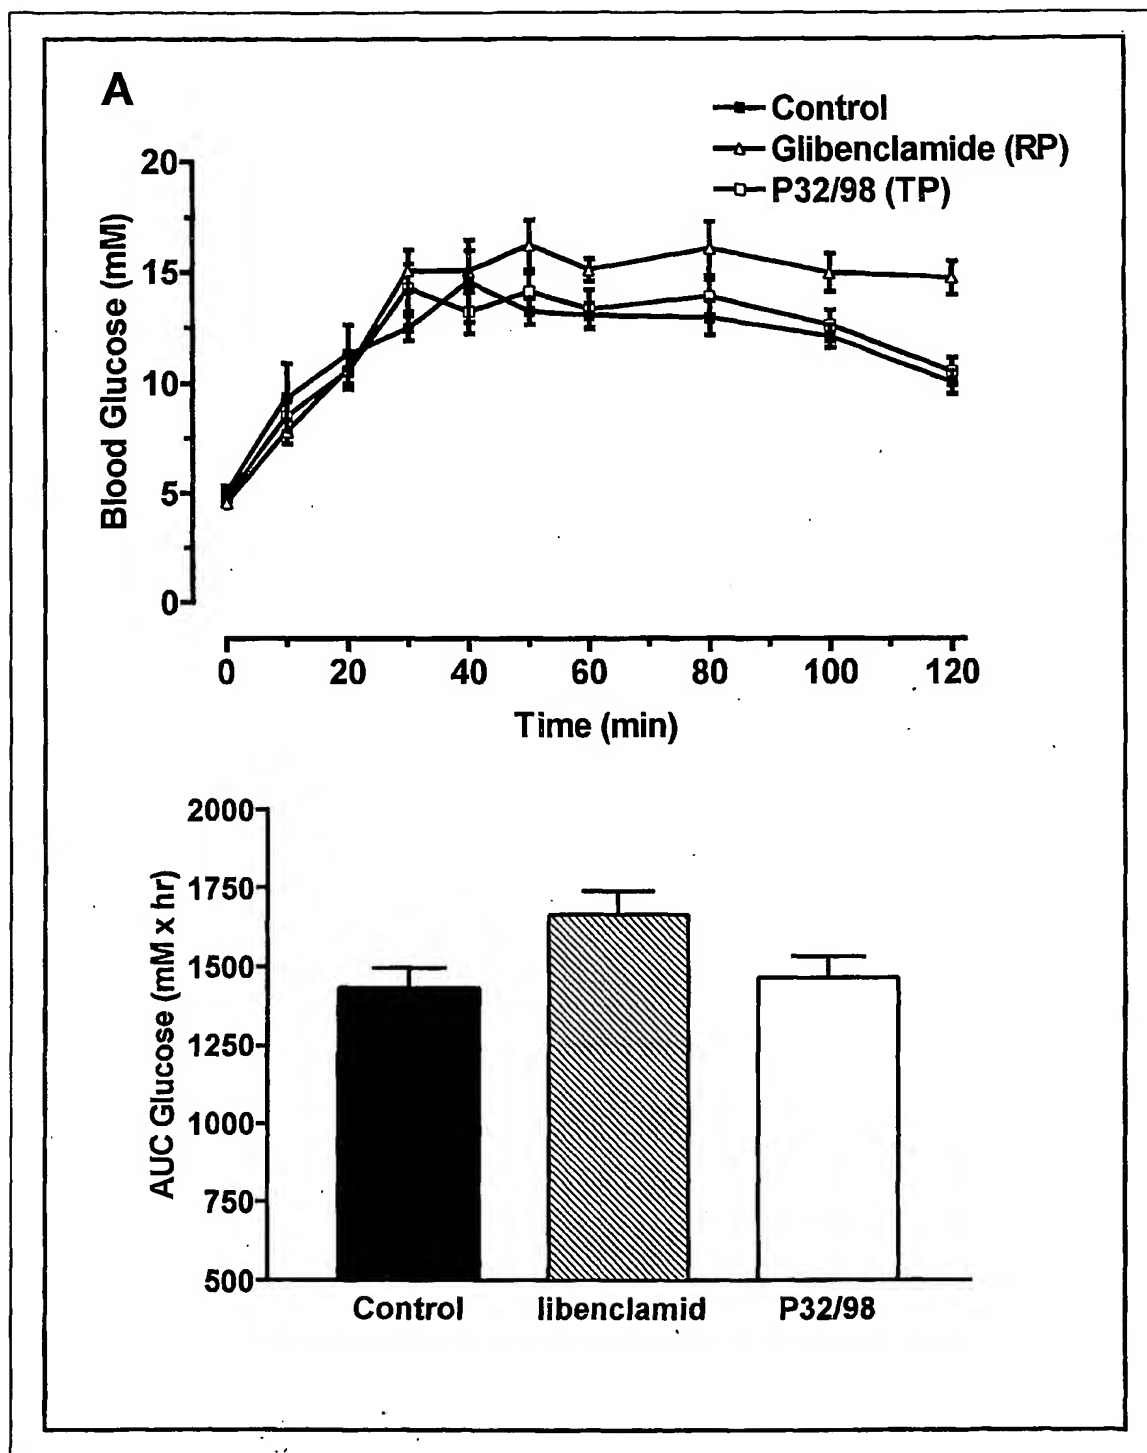 A
Control
Glibenclamide (RP)
P32/98 (TP)
20
15
10
5
0
Blood Glucose (mM)
0 20 40 60 80 100 120
Time (min)
2000
1750
1500
1250
1000
750
500
AUC Glucose (mM x hr)
Control libenclamid P32/98